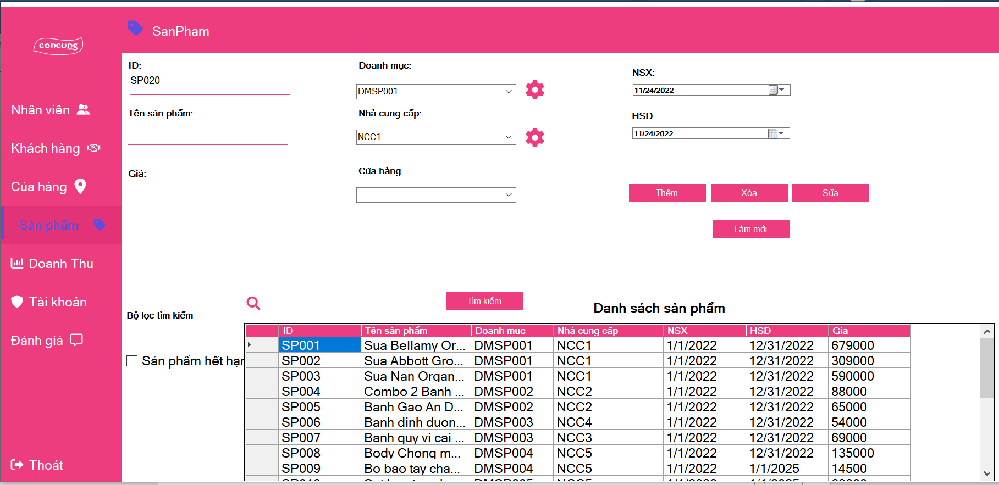 SanPham
concung
.com
Nhân viên
Khách hàng
Của hàng
Sản phẩm
Doanh Thu
Tài khoản
Đánh giá
Thoát
ID:
SP020
Tên sản phẩm:
Giá:
Doanh mục:
DMSP001
Nhà cung cấp:
NCC1
Cửa hàng:
NSX:
11/24/2022
HSD:
11/24/2022
Thêm Xóa Sửa
Làm mới
Tìm kiếm
Danh sách sản phẩm
Bộ lọc tìm kiếm
Sản phẩm hết hạn
ID Tên sản phẩm Doanh mục Nhà cung cấp NSX HSD Gia
SP001 Sua Bellamy Or... DMSP001 NCC1 1/1/2022 12/31/2022 679000
SP002 Sua Abbott Gro... DMSP001 NCC1 1/1/2022 12/31/2022 309000
SP003 Sua Nan Organ... DMSP001 NCC1 1/1/2022 12/31/2022 590000
SP004 Combo 2 Banh ... DMSP002 NCC2 1/1/2022 12/31/2022 88000
SP005 Banh Gao An D... DMSP002 NCC2 1/1/2022 12/31/2022 65000
SP006 Banh dinh duon... DMSP003 NCC4 1/1/2022 12/31/2022 54000
SP007 Banh quy vi cai ... DMSP003 NCC3 1/1/2022 12/31/2022 69000
SP008 Body Chong m... DMSP004 NCC5 1/1/2022 12/31/2022 135000
SP009 Bo bao tay cha... DMSP004 NCC5 1/1/2022 1/1/2025 14500